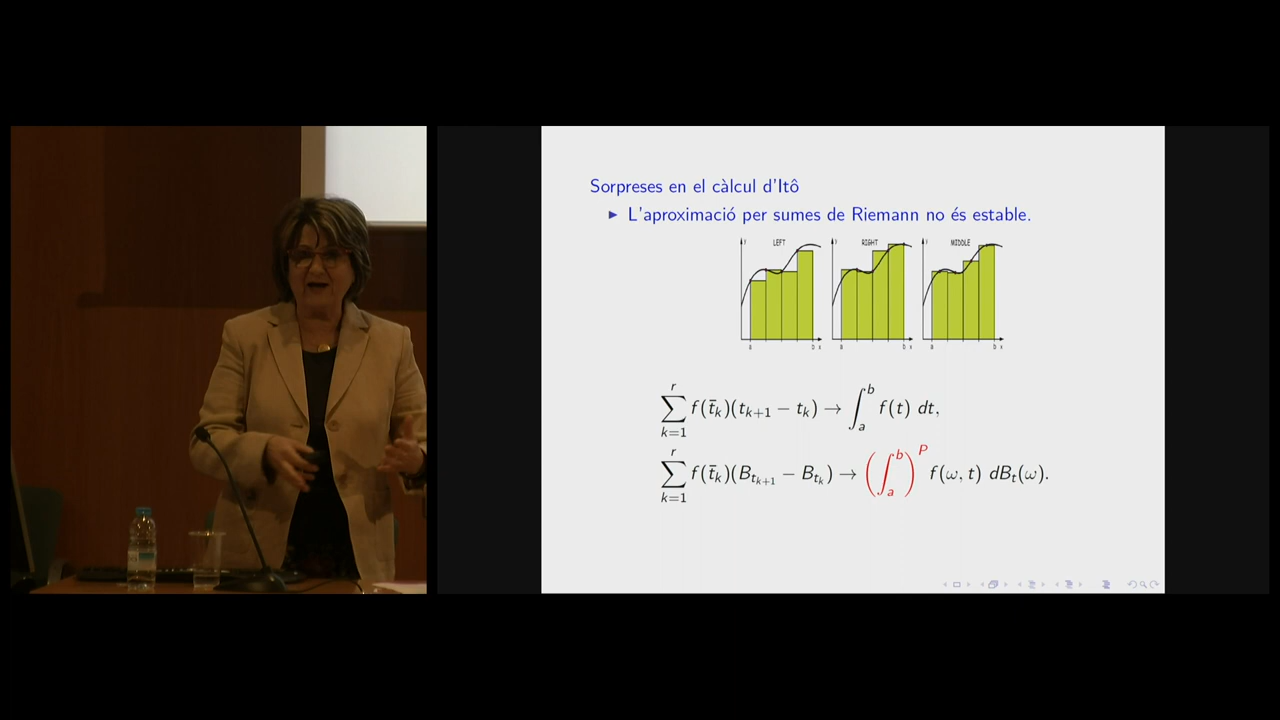 Sorpreses en el càlcul d'Itô
L'aproximació per sumes de Riemann no és estable.
y LEFT y RIGHT y MIDDLE
a b x a b x a b x
$\sum_{k=1}^{r} f(\bar{t}_k)(t_{k+1} - t_k) \to \int_a^b f(t)\ dt,$
$\sum_{k=1}^{r} f(\bar{t}_k)(B_{t_{k+1}} - B_{t_k}) \to \left(\int_a^b\right)^P f(\omega, t)\ dB_t(\omega).$